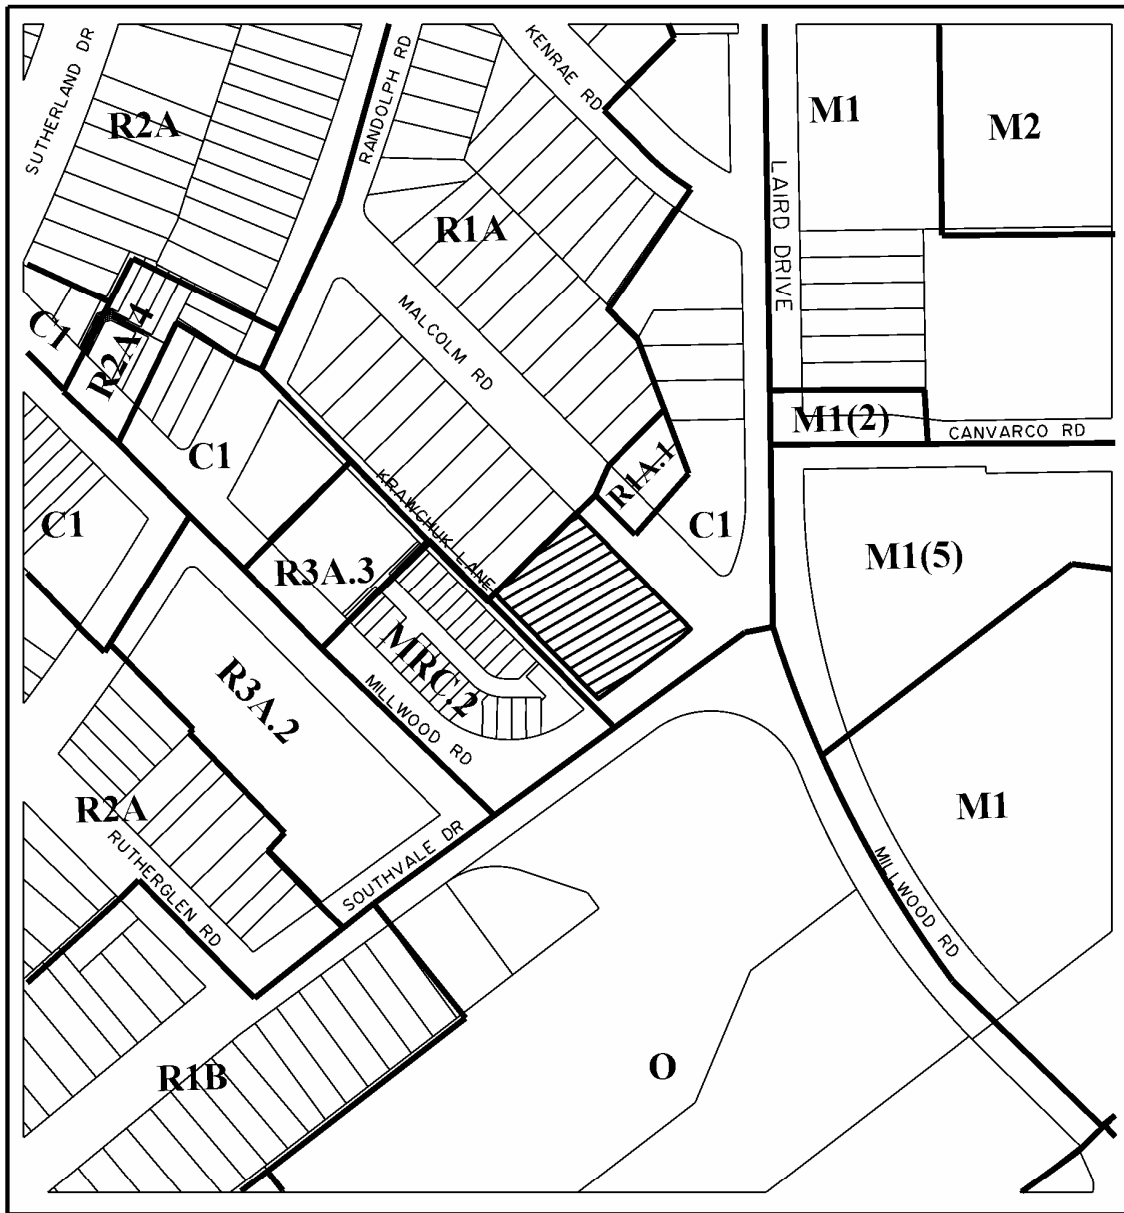 SUTHERLAND DR
R2A
RANDOLPH RD
KENRAE RD
M1
M2
LAIRD DRIVE
R1A
MALCOLM RD
C1
R2A.4
C1
M1(2)
CANVARCO RD
KRAWCHUK LANE
R1A.1
C1
C1
R3A.3
M1(5)
MRC.2
R3A.2
MILLWOOD RD
R2A
RUTHERGLEN RD
SOUTHVALE DR
M1
MILLWOOD RD
R1B
O